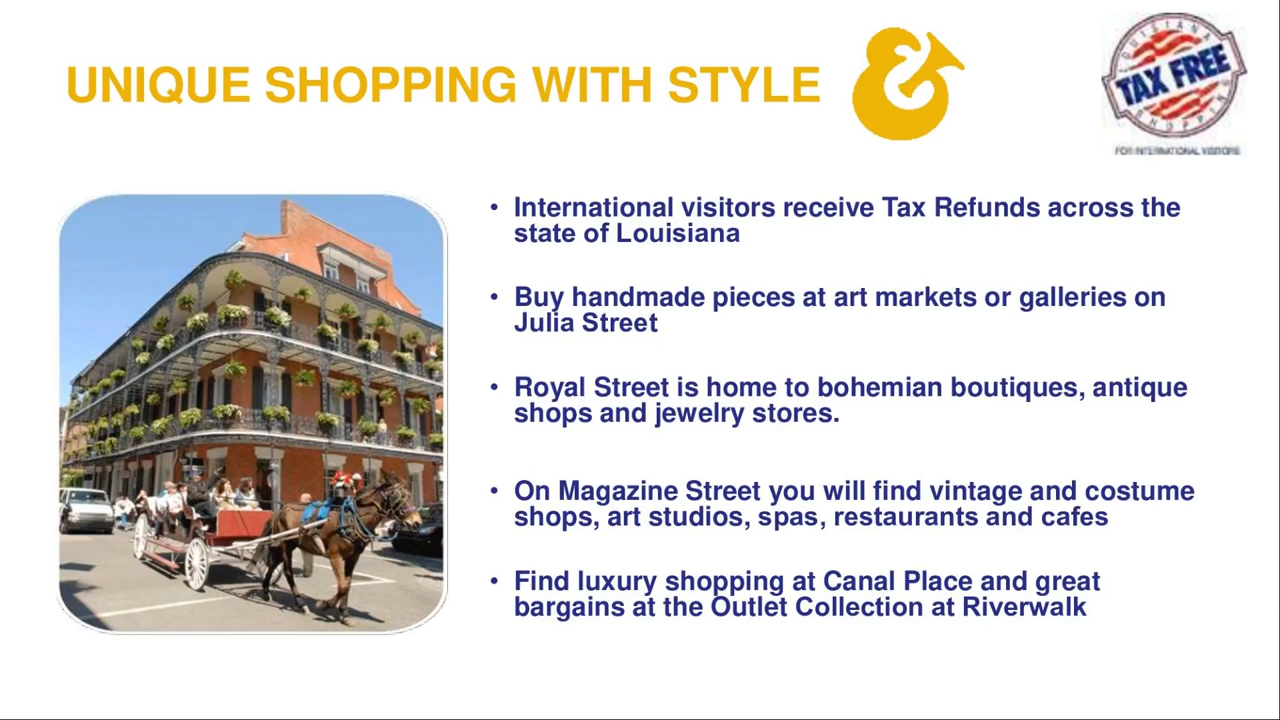 UNIQUE SHOPPING WITH STYLE
&
LOUISIANA
TAX FREE
SHOPPING
FOR INTERNATIONAL VISITORS
• International visitors receive Tax Refunds across the
state of Louisiana
• Buy handmade pieces at art markets or galleries on
Julia Street
• Royal Street is home to bohemian boutiques, antique
shops and jewelry stores.
• On Magazine Street you will find vintage and costume
shops, art studios, spas, restaurants and cafes
• Find luxury shopping at Canal Place and great
bargains at the Outlet Collection at Riverwalk